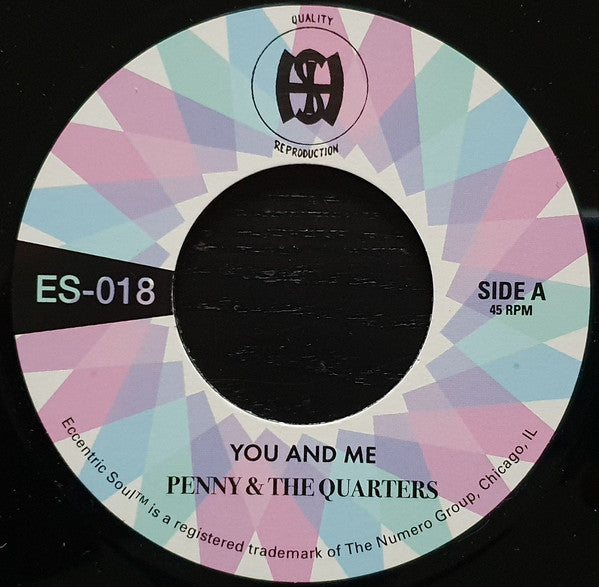 QUALITY
REPRODUCTION
ES-018
SIDE A
45 RPM
YOU AND ME
PENNY & THE QUARTERS
Eccentric Soul™ is a registered trademark of The Numero Group, Chicago, IL